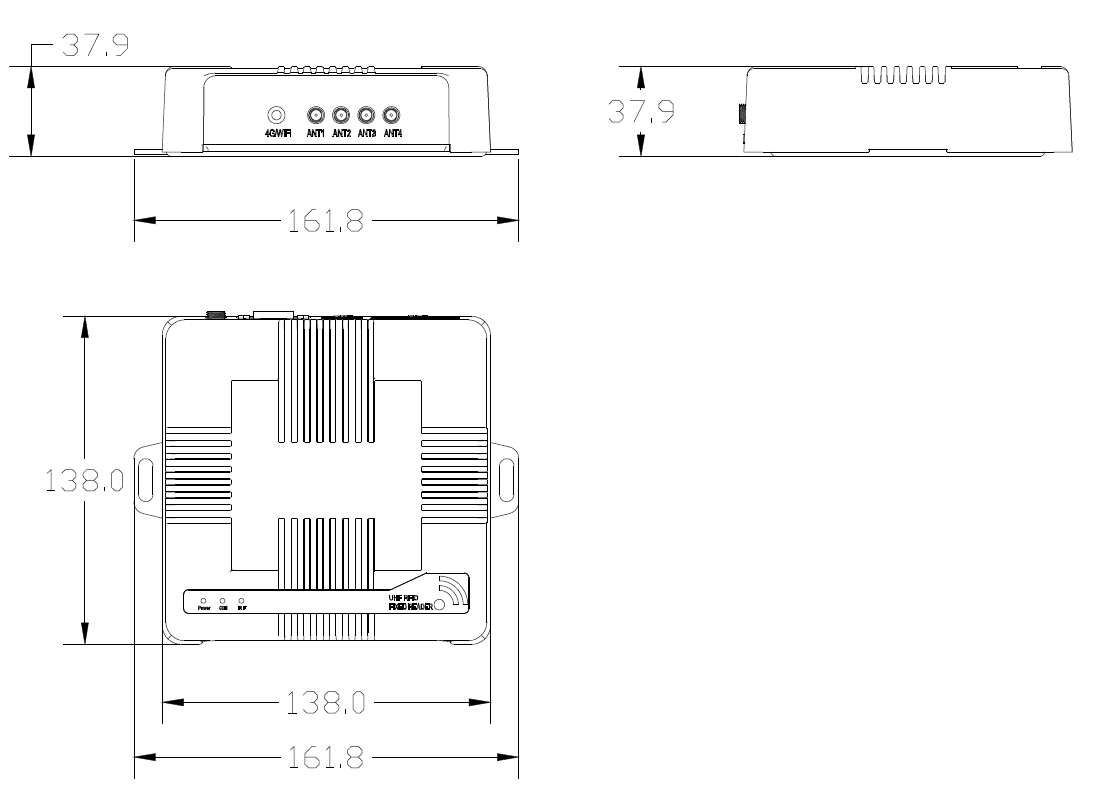 37.9
37.9
4G/WIFI ANT1 ANT2 ANT3 ANT4
161.8
138.0
UHF RFID
Power COM
FIXED READER
138.0
161.8